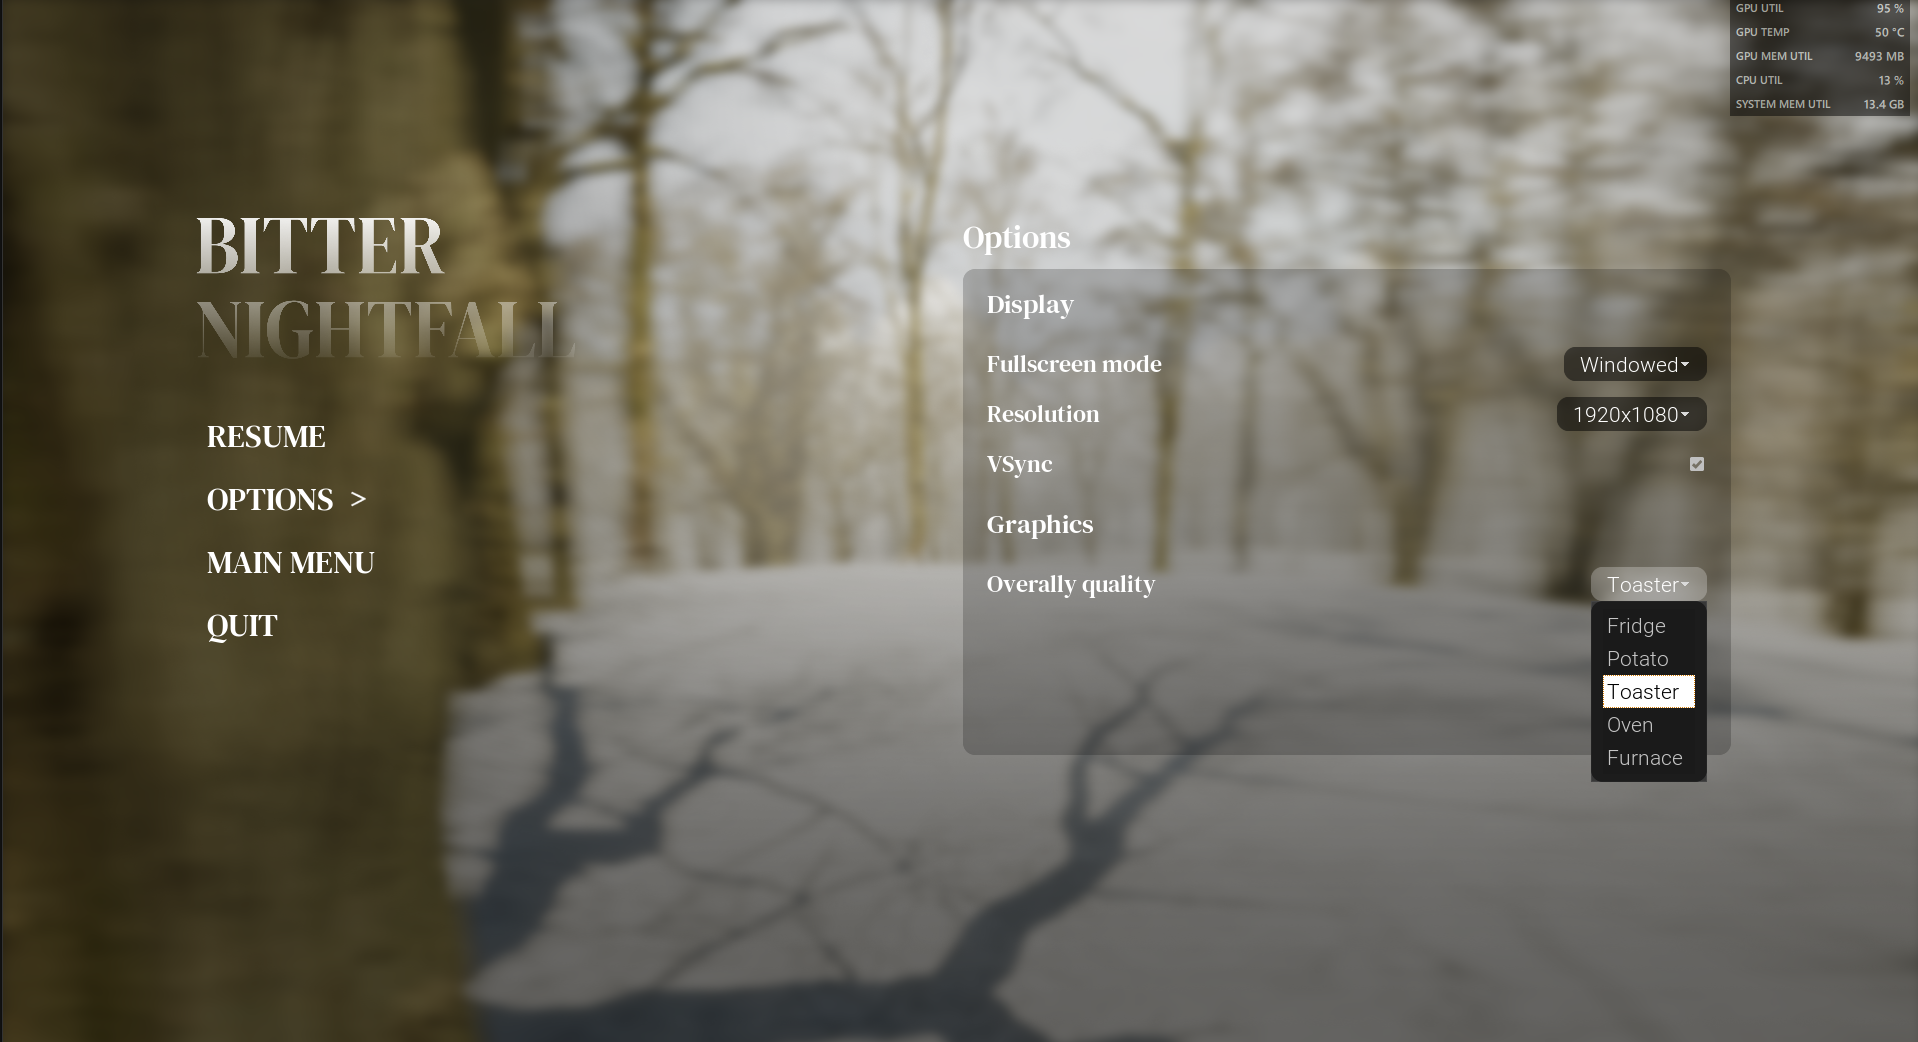 GPU UTIL 95 %
GPU TEMP 50 °C
GPU MEM UTIL 9493 MB
CPU UTIL 13 %
SYSTEM MEM UTIL 13.4 GB
BITTER
NIGHTFALL
RESUME
OPTIONS >
MAIN MENU
QUIT
Options
Display
Fullscreen mode Windowed
Resolution 1920x1080
VSync
Graphics
Overally quality Toaster
Fridge
Potato
Toaster
Oven
Furnace